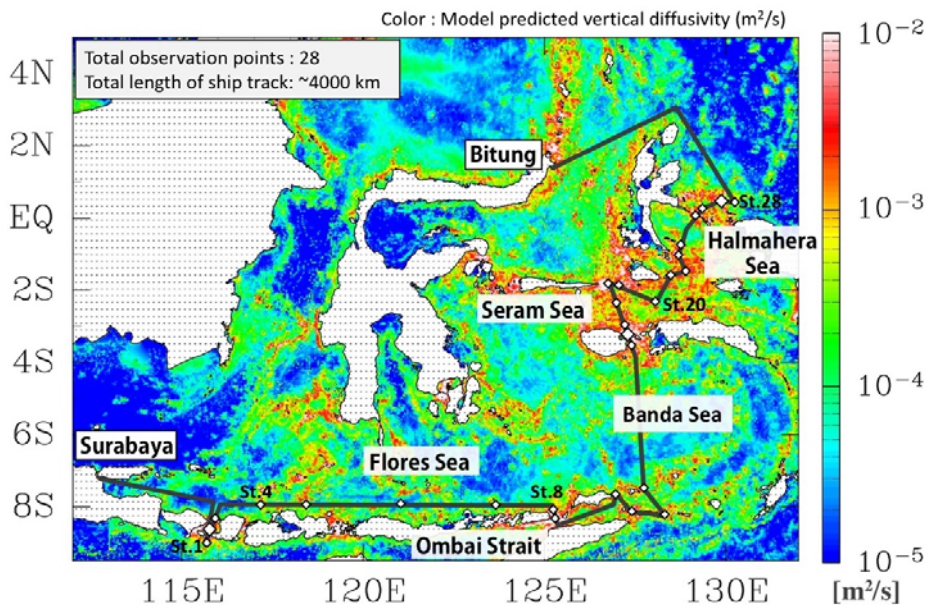 Color : Model predicted vertical diffusivity (m²/s)
Total observation points : 28
Total length of ship track: ~4000 km
4N
2N
EQ
2S
4S
6S
8S
Bitung
St.28
Halmahera
Sea
Seram Sea
St.20
Banda Sea
Surabaya
Flores Sea
St.4
St.8
St.1
Ombai Strait
115E
120E
125E
130E
10⁻²
10⁻³
10⁻⁴
10⁻⁵
[m²/s]